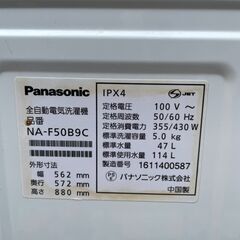 Panasonic
全自動電気洗濯機
品番
NA-F50B9C
外形寸法
幅 562 mm
奥行 572 mm
高さ 880 mm
IPX4
JET
定格電圧 100 V~
定格周波数 50/60 Hz
定格消費電力 355/430 W
標準洗濯容量 5.0 kg
標準水量 47 L
標準使用水量 114 L
製造番号 1611400587
パナソニック株式会社
中国製